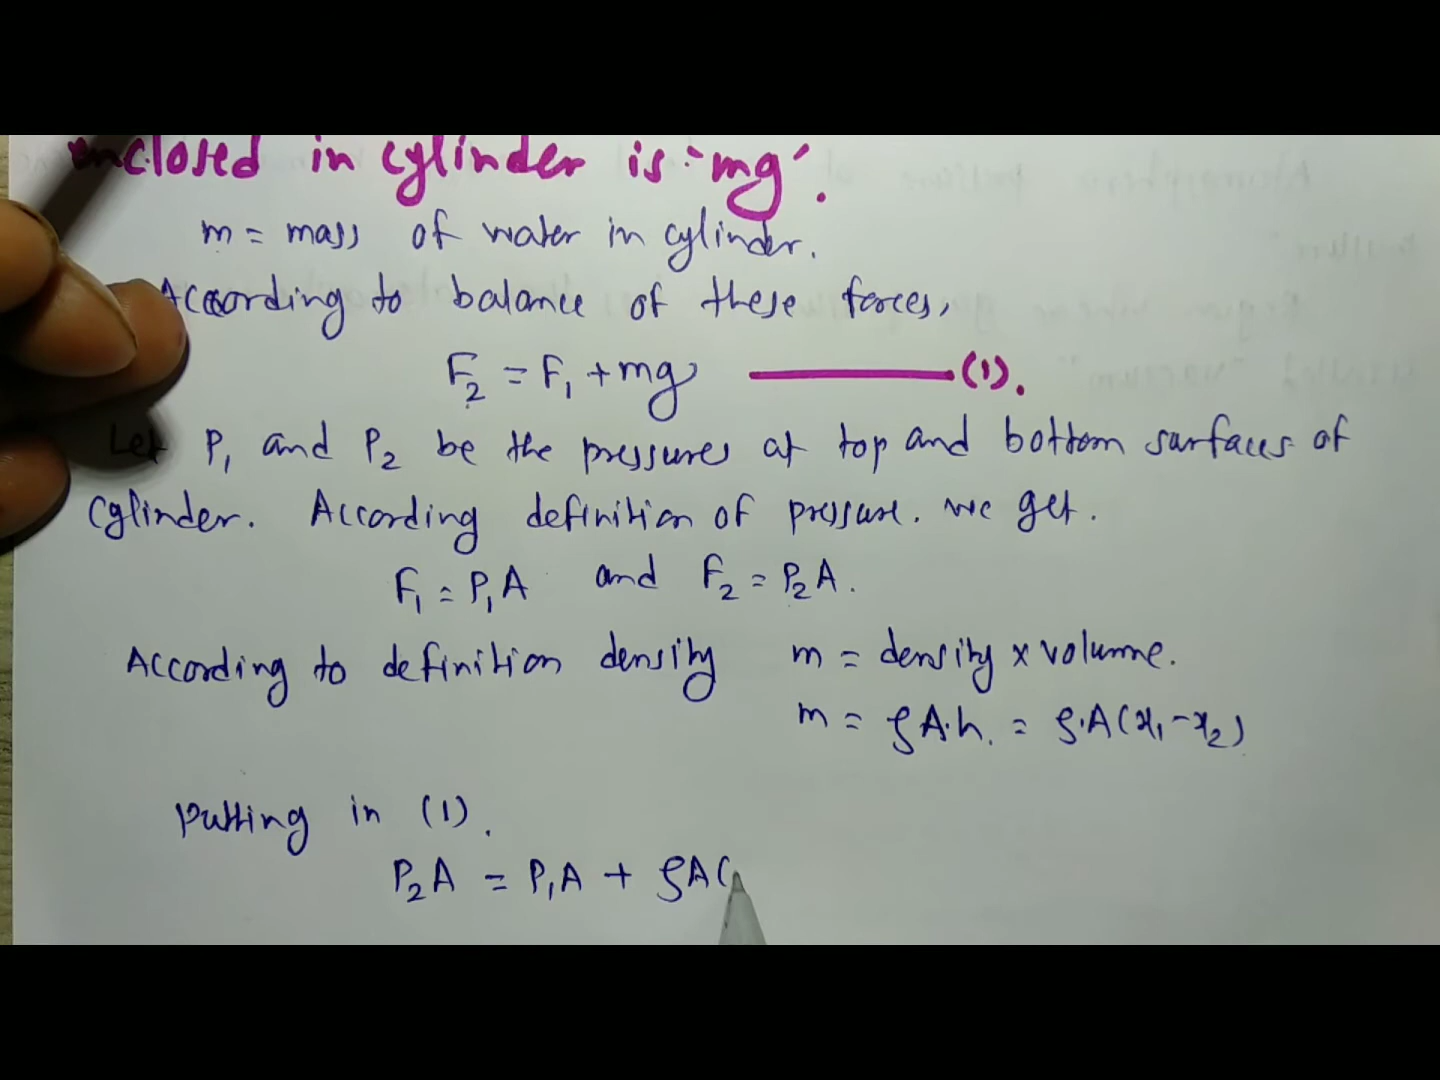 enclosed in cylinder is 'mg'.
m = mass of water in cylinder.
According to balance of these forces,
F₂ = F₁ + mg ——— (1).
Let P₁ and P₂ be the pressures at top and bottom surfaces of
cylinder. According definition of pressure. we get.
F₁ = P₁A and F₂ = P₂A.
According to definition density m = density x volume.
m = ρA·h. = ρ·A(x₁-x₂)
Putting in (1).
P₂A = P₁A + ρA(